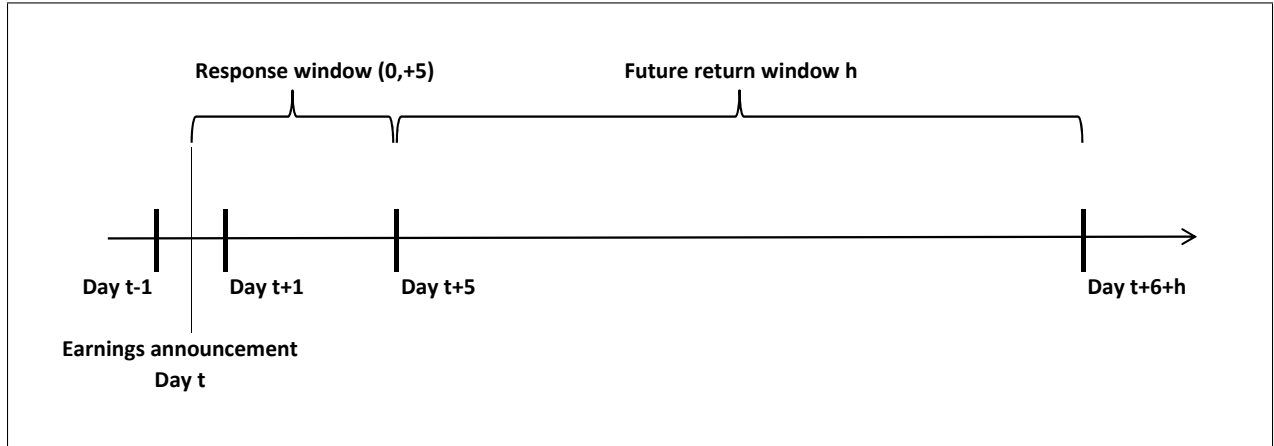 Response window (0,+5)
Future return window h
Day t-1
Day t+1
Day t+5
Day t+6+h
Earnings announcement
Day t